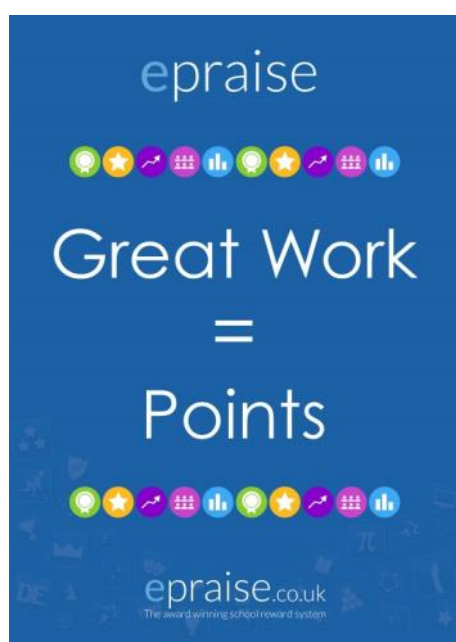 epraise
Great Work
=
Points
epraise.co.uk
The award winning school reward system